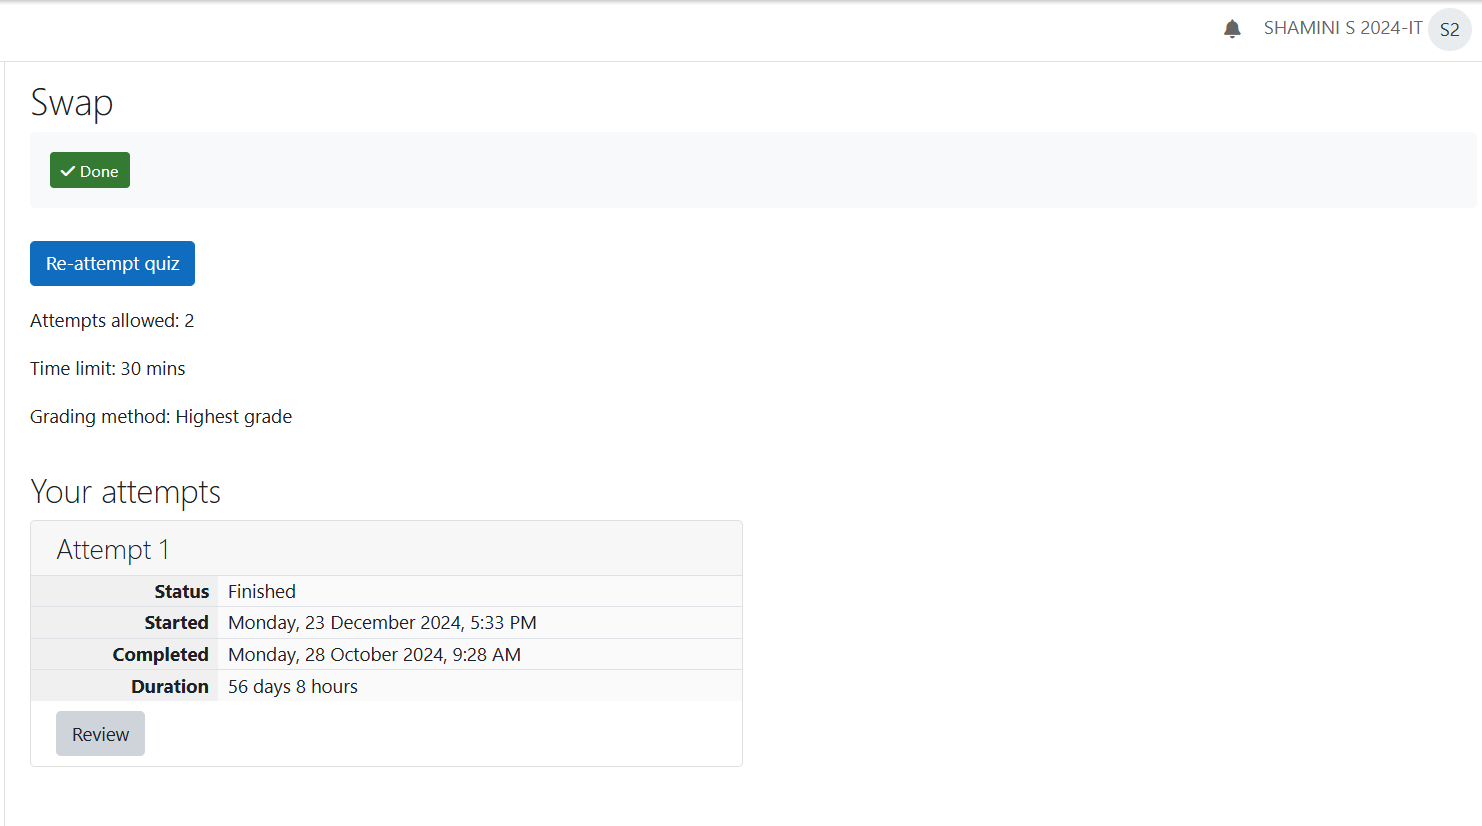 SHAMINI S 2024-IT S2
Swap
Done
Re-attempt quiz
Attempts allowed: 2
Time limit: 30 mins
Grading method: Highest grade
Your attempts
Attempt 1
Status Finished
Started Monday, 23 December 2024, 5:33 PM
Completed Monday, 28 October 2024, 9:28 AM
Duration 56 days 8 hours
Review